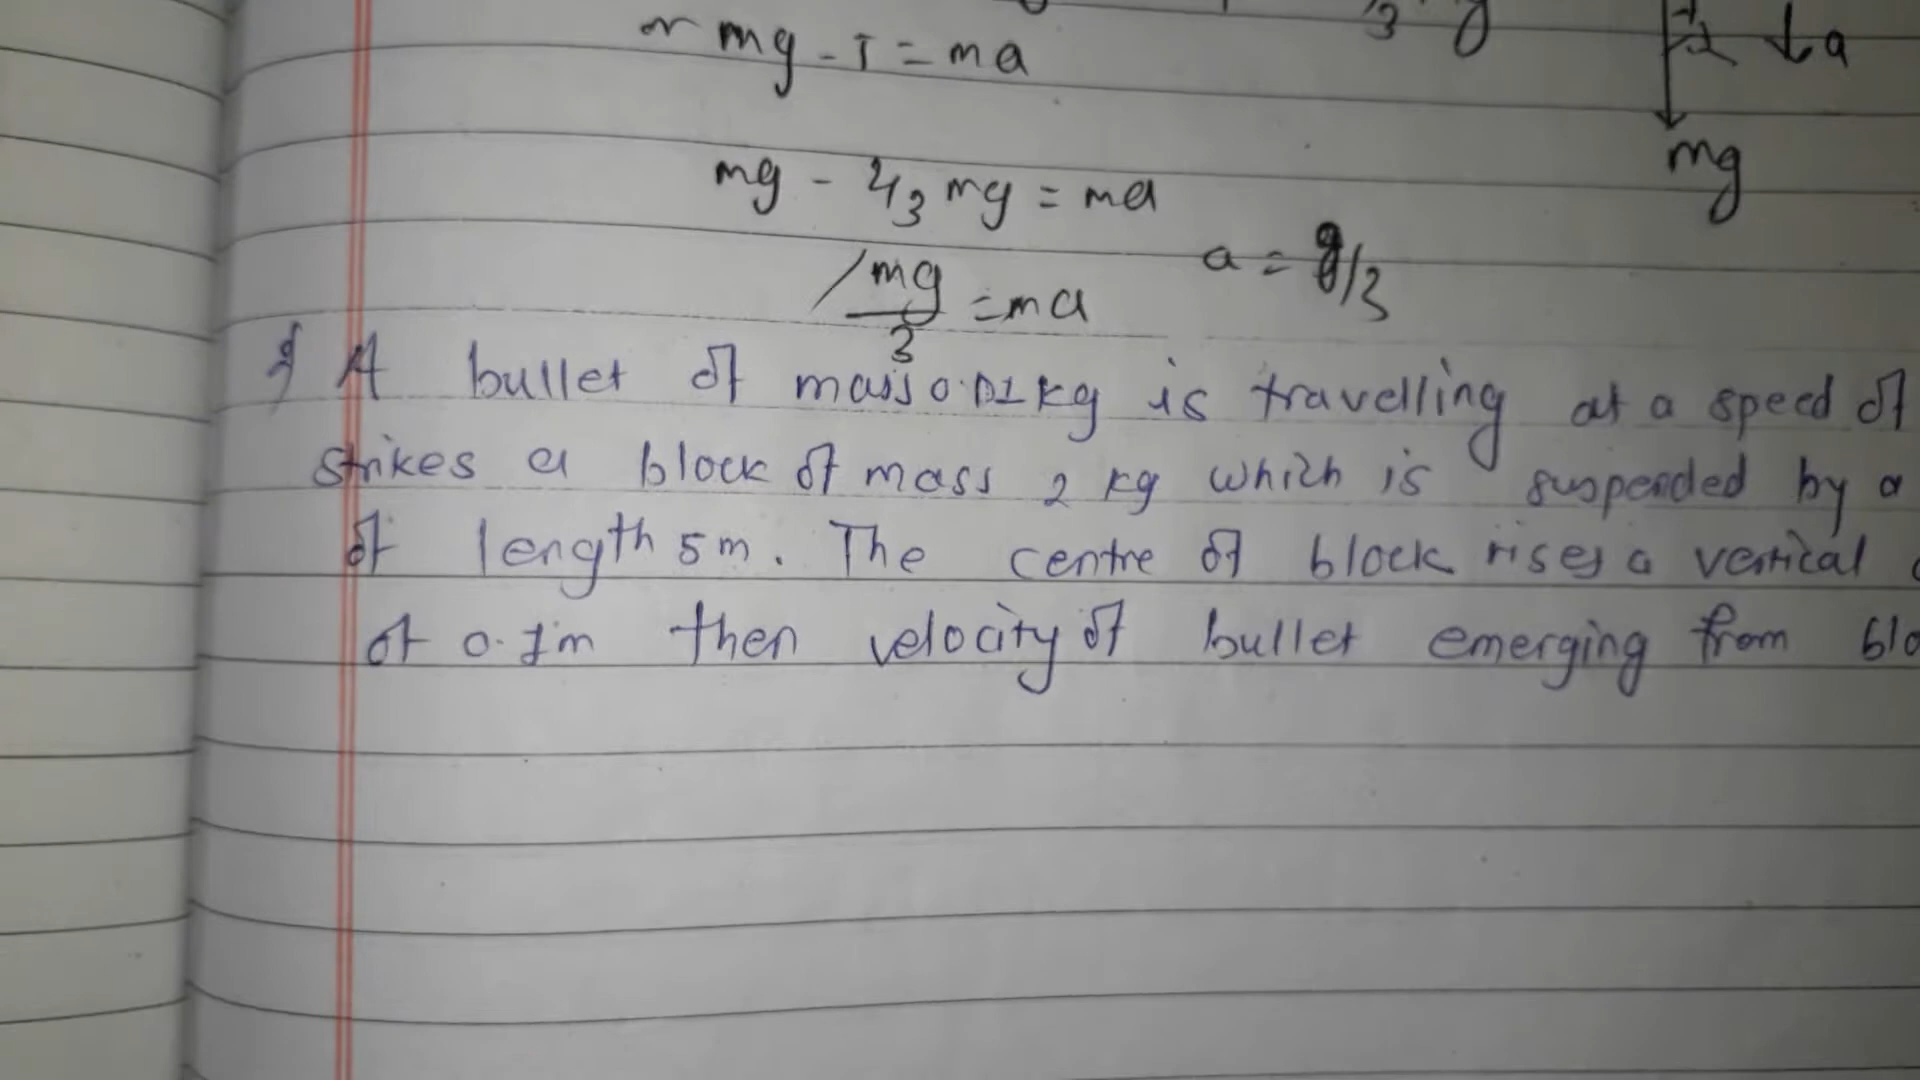 mg - T = ma
mg
mg - 2/3 mg = ma
mg/3 = ma
a = g/3
A bullet of mass 0.01 kg is travelling at a speed of
strikes a block of mass 2 kg which is suspended by a
of length 5m. The centre of block rises a vertical
of 0.1m then velocity of bullet emerging from